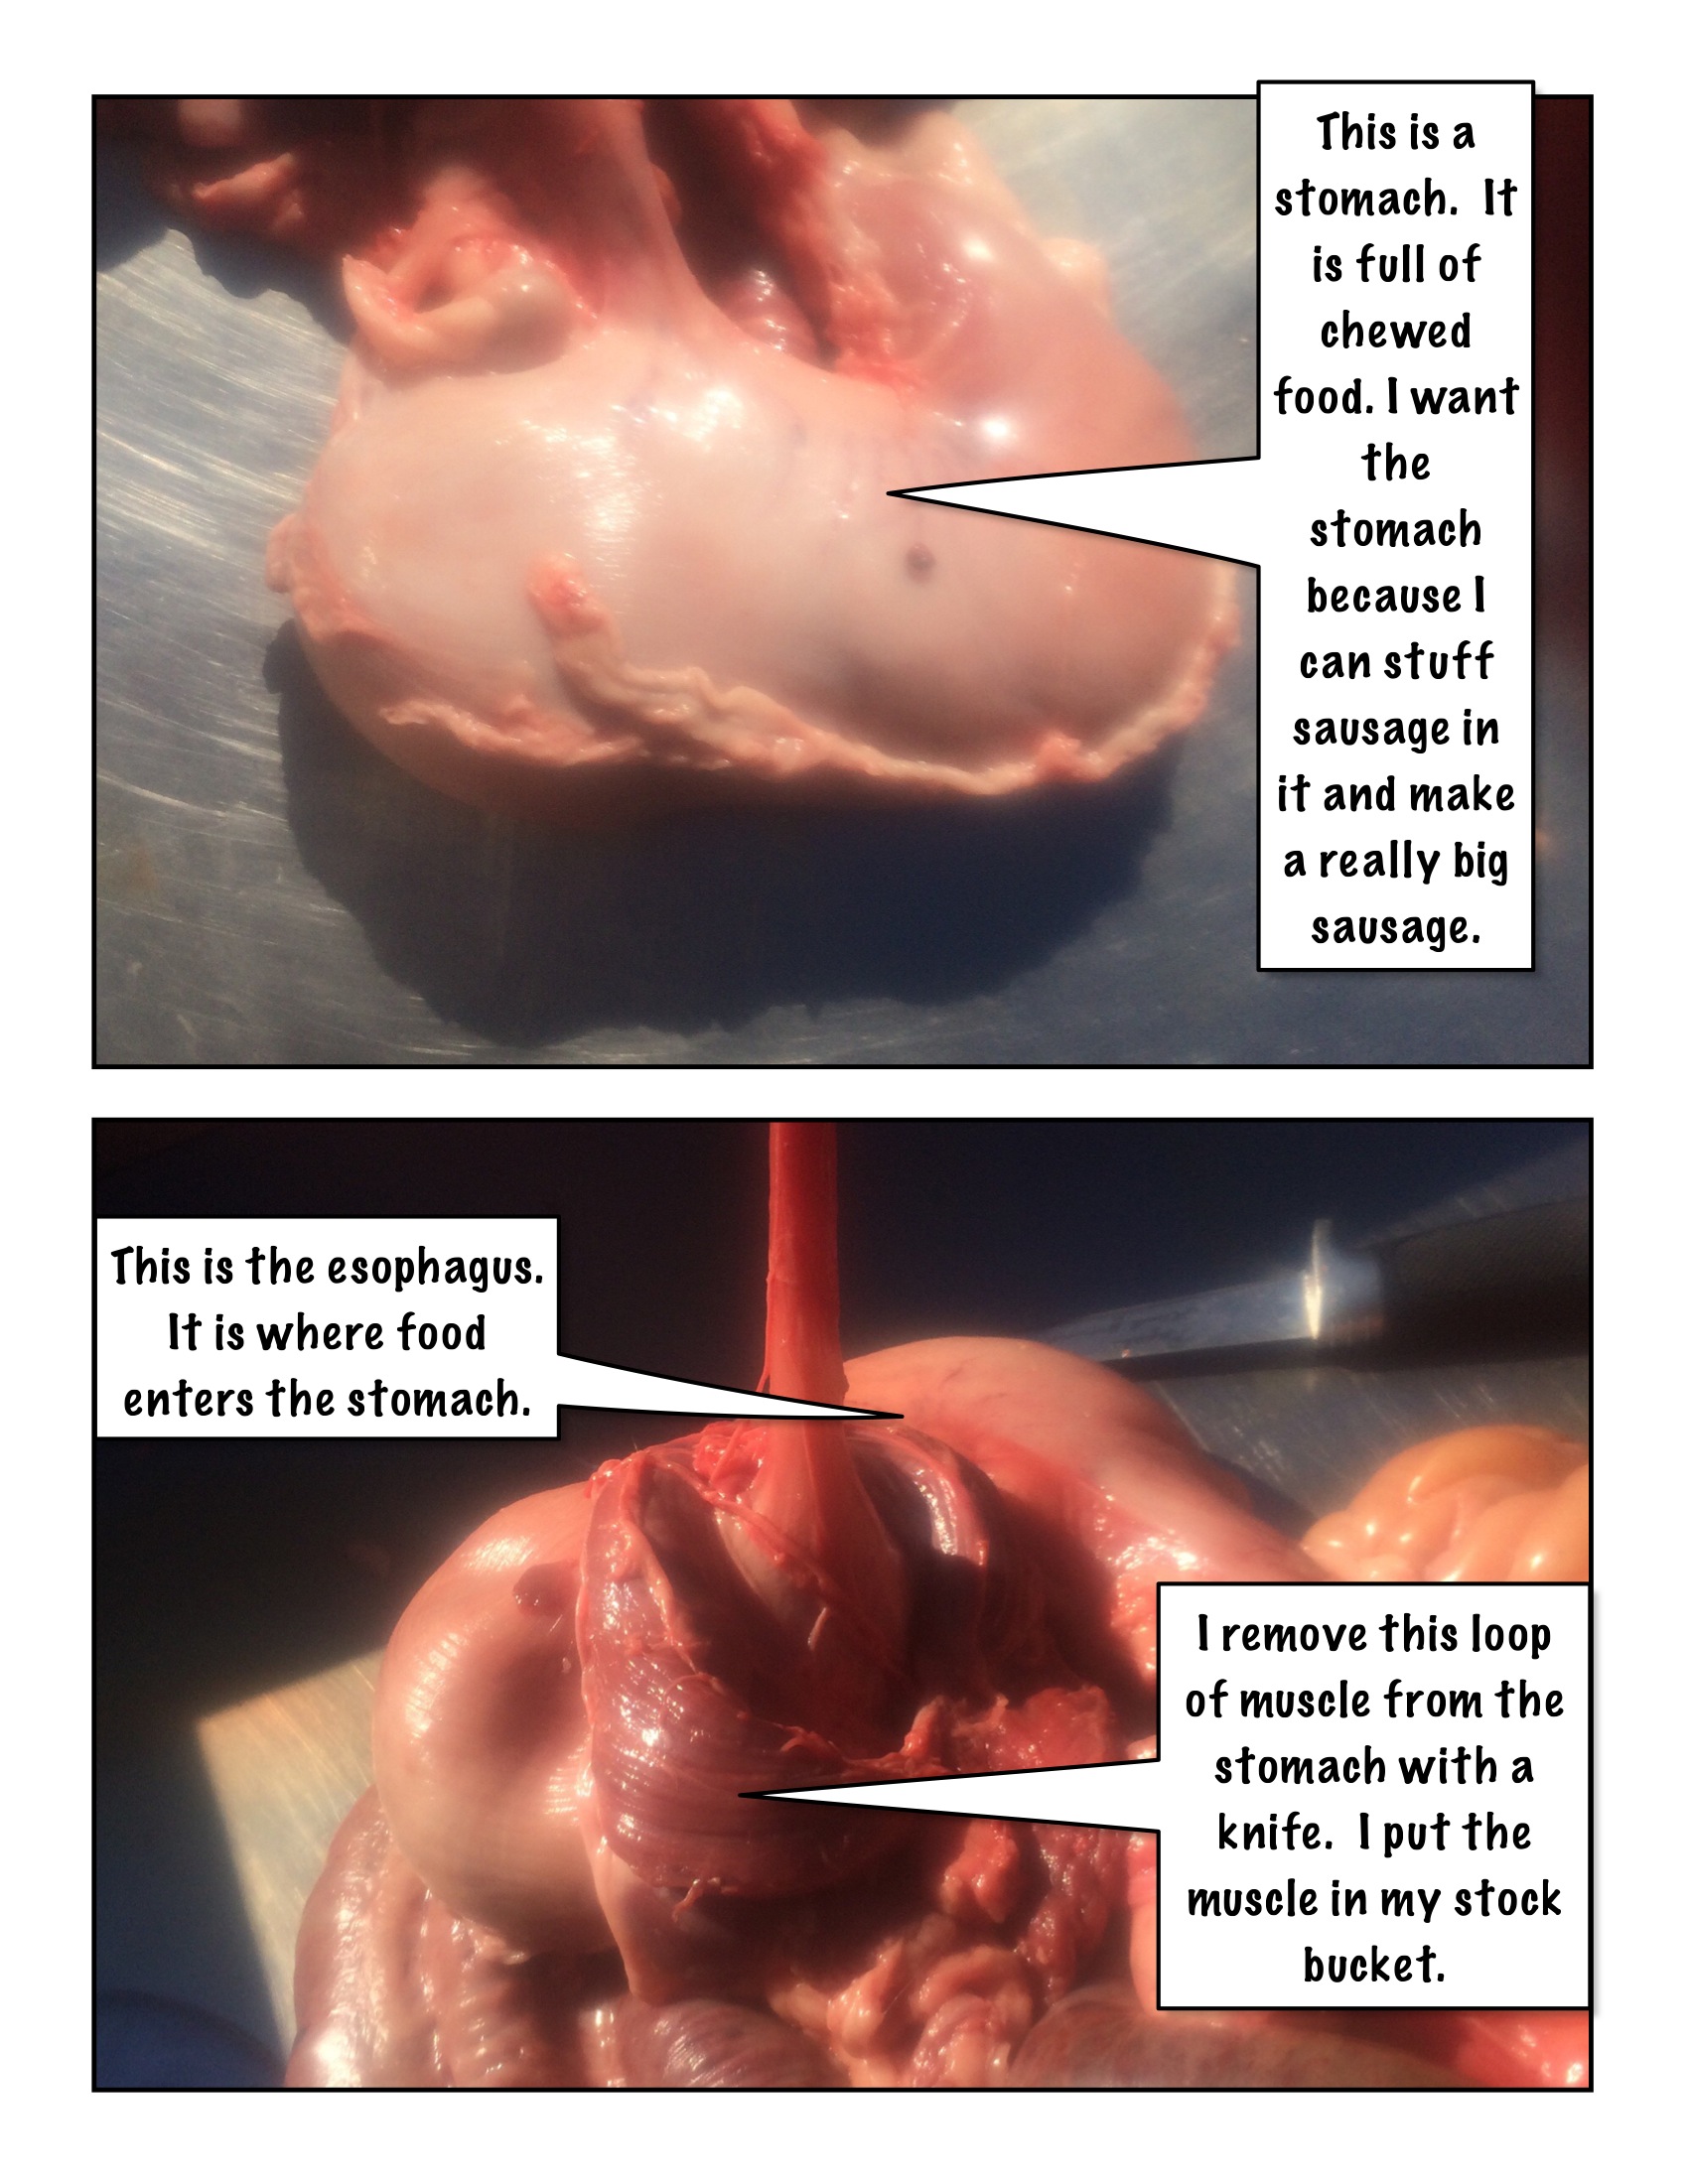 This is a
stomach.  It
is full of
chewed
food. I want
the
stomach
because I
can stuff
sausage in
it and make
a really big
sausage.
This is the esophagus.
It is where food
enters the stomach.
I remove this loop
of muscle from the
stomach with a
knife.  I put the
muscle in my stock
bucket.